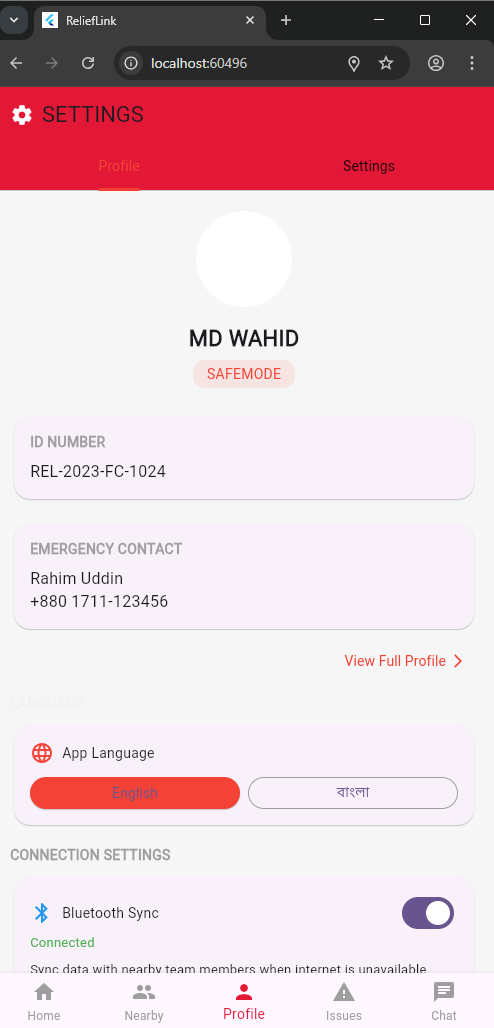 ReliefLink
localhost:60496
SETTINGS
Profile
Settings
MD WAHID
SAFEMODE
ID NUMBER
REL-2023-FC-1024
EMERGENCY CONTACT
Rahim Uddin
+880 1711-123456
View Full Profile
LANGUAGE
App Language
English
বাংলা
CONNECTION SETTINGS
Bluetooth Sync
Connected
Sync data with nearby team members when internet is unavailable
Home
Nearby
Profile
Issues
Chat